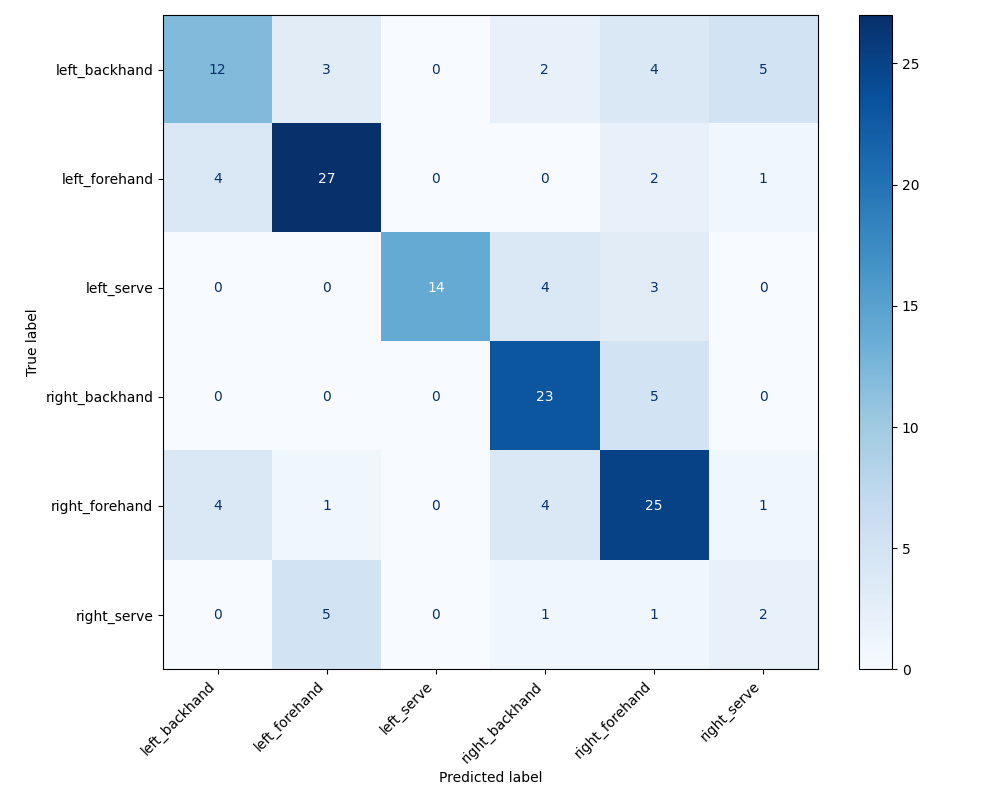 left_backhand 12 3 0 2 4 5
left_forehand 4 27 0 0 2 1
left_serve 0 0 14 4 3 0
right_backhand 0 0 0 23 5 0
right_forehand 4 1 0 4 25 1
right_serve 0 5 0 1 1 2
left_backhand left_forehand left_serve right_backhand right_forehand right_serve
Predicted label
True label
25
20
15
10
5
0